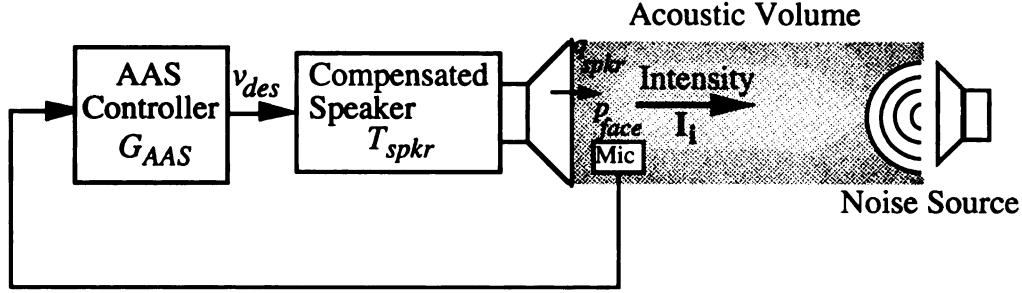 Acoustic Volume
AAS
Controller
G_AAS
v_des
Compensated
Speaker
T_spkr
q_spkr
Intensity
I_i
p_face
Mic
Noise Source